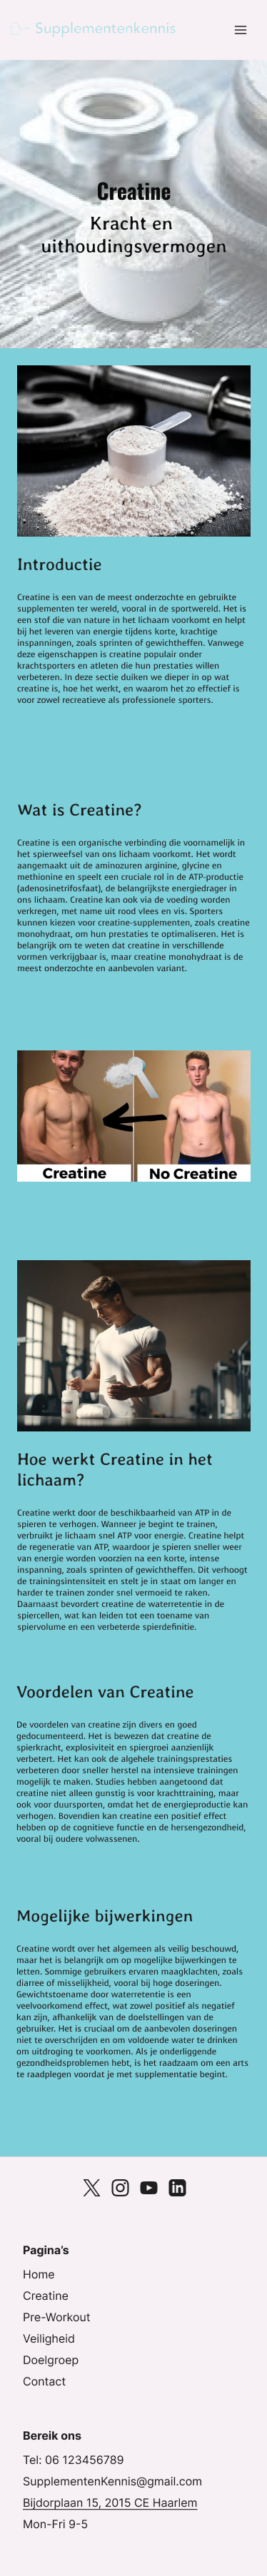 Supplementenkennis
Creatine
Kracht en
uithoudingsvermogen
Introductie
Creatine is een van de meest onderzochte en gebruikte
supplementen ter wereld, vooral in de sportwereld. Het is
een stof die van nature in het lichaam voorkomt en helpt
bij het leveren van energie tijdens korte, krachtige
inspanningen, zoals sprinten of gewichtheffen. Vanwege
deze eigenschappen is creatine populair onder
krachtsporters en atleten die hun prestaties willen
verbeteren. In deze sectie duiken we dieper in op wat
creatine is, hoe het werkt, en waarom het zo effectief is
voor zowel recreatieve als professionele sporters.
Wat is Creatine?
Creatine is een organische verbinding die voornamelijk in
het spierweefsel van ons lichaam voorkomt. Het wordt
aangemaakt uit de aminozuren arginine, glycine en
methionine en speelt een cruciale rol in de ATP-productie
(adenosinetrifosfaat), de belangrijkste energiedrager in
ons lichaam. Creatine kan ook via de voeding worden
verkregen, met name uit rood vlees en vis. Sporters
kunnen kiezen voor creatine-supplementen, zoals creatine
monohydraat, om hun prestaties te optimaliseren. Het is
belangrijk om te weten dat creatine in verschillende
vormen verkrijgbaar is, maar creatine monohydraat is de
meest onderzochte en aanbevolen variant.
Creatine
No Creatine
Hoe werkt Creatine in het
lichaam?
Creatine werkt door de beschikbaarheid van ATP in de
spieren te verhogen. Wanneer je begint te trainen,
verbruikt je lichaam snel ATP voor energie. Creatine helpt
de regeneratie van ATP, waardoor je spieren sneller weer
van energie worden voorzien na een korte, intense
inspanning, zoals sprinten of gewichtheffen. Dit verhoogt
de trainingsintensiteit en stelt je in staat om langer en
harder te trainen zonder snel vermoeid te raken.
Daarnaast bevordert creatine de waterretentie in de
spiercellen, wat kan leiden tot een toename van
spiervolume en een verbeterde spierdefinitie.
Voordelen van Creatine
De voordelen van creatine zijn divers en goed
gedocumenteerd. Het is bewezen dat creatine de
spierkracht, explosiviteit en spiergroei aanzienlijk
verbetert. Het kan ook de algehele trainingsprestaties
verbeteren door sneller herstel na intensieve trainingen
mogelijk te maken. Studies hebben aangetoond dat
creatine niet alleen gunstig is voor krachttraining, maar
ook voor duursporten, omdat het de energieproductie kan
verhogen. Bovendien kan creatine een positief effect
hebben op de cognitieve functie en de hersengezondheid,
vooral bij oudere volwassenen.
Mogelijke bijwerkingen
Creatine wordt over het algemeen als veilig beschouwd,
maar het is belangrijk om op mogelijke bijwerkingen te
letten. Sommige gebruikers ervaren maagklachten, zoals
diarree of misselijkheid, vooral bij hoge doseringen.
Gewichtstoename door waterretentie is een
veelvoorkomend effect, wat zowel positief als negatief
kan zijn, afhankelijk van de doelstellingen van de
gebruiker. Het is cruciaal om de aanbevolen doseringen
niet te overschrijden en om voldoende water te drinken
om uitdroging te voorkomen. Als je onderliggende
gezondheidsproblemen hebt, is het raadzaam om een arts
te raadplegen voordat je met supplementatie begint.
Pagina’s
Home
Creatine
Pre-Workout
Veiligheid
Doelgroep
Contact
Bereik ons
Tel: 06 123456789
SupplementenKennis@gmail.com
Bijdorplaan 15, 2015 CE Haarlem
Mon-Fri 9-5